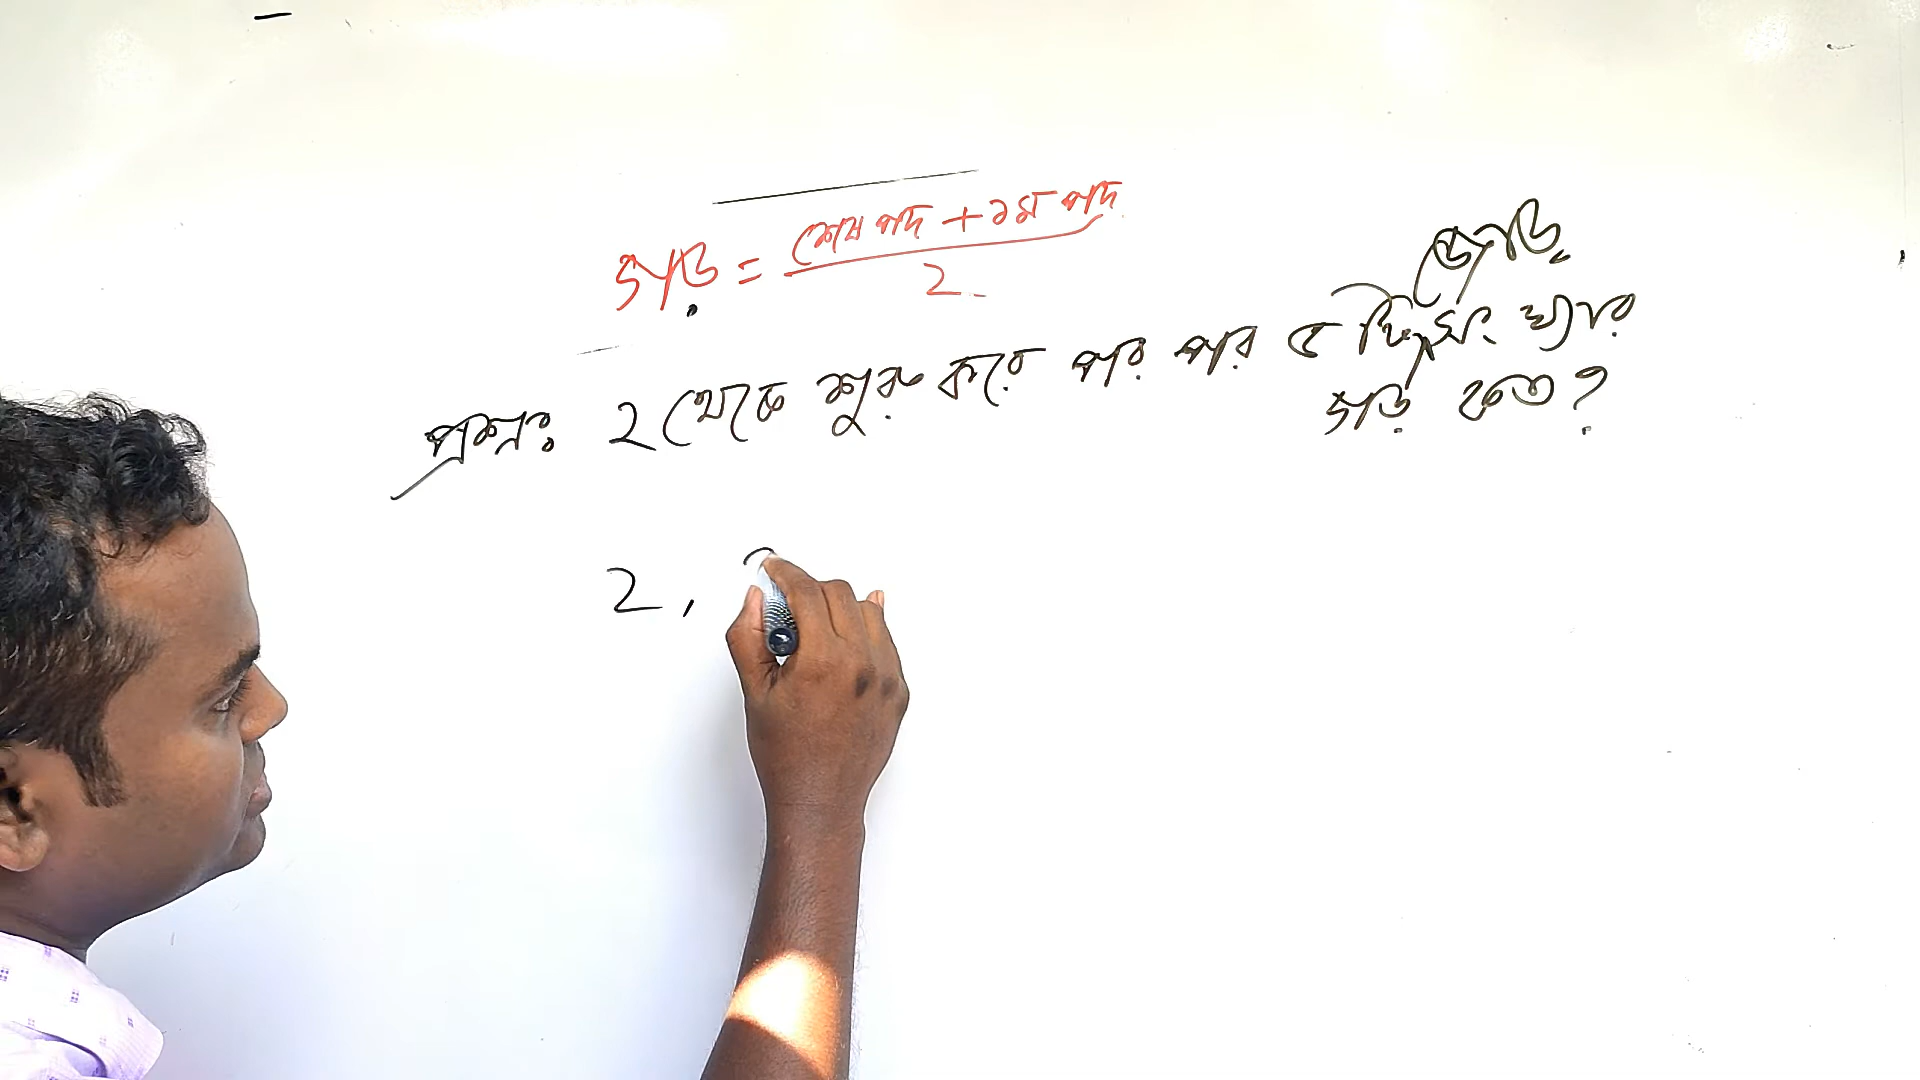 গড় = শেষ পদ + ১ম পদ
2
জোড়
প্রশ্নঃ 2 থেকে শুরু করে পর পর ৫ টি সংখ্যার
গড় কত?
2,